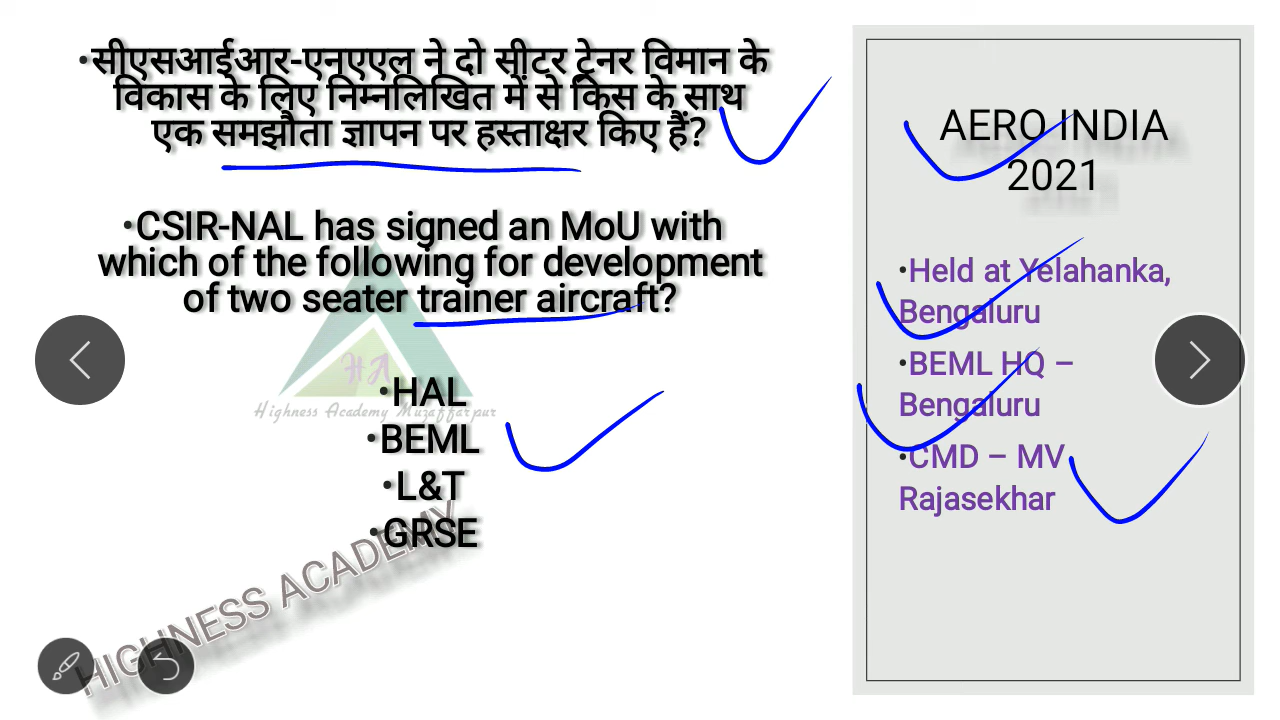 •सीएसआईआर-एनएएल ने दो सीटर ट्रेनर विमान के
विकास के लिए निम्नलिखित में से किस के साथ
एक समझौता ज्ञापन पर हस्ताक्षर किए हैं?
•CSIR-NAL has signed an MoU with
which of the following for development
of two seater trainer aircraft?
HA
•HAL
Highness Academy Muzaffarpur
•BEML
•L&T
•GRSE
HIGHNESS ACADEMY
AERO INDIA
2021
•Held at Yelahanka,
Bengaluru
•BEML HQ –
Bengaluru
•CMD – MV
Rajasekhar